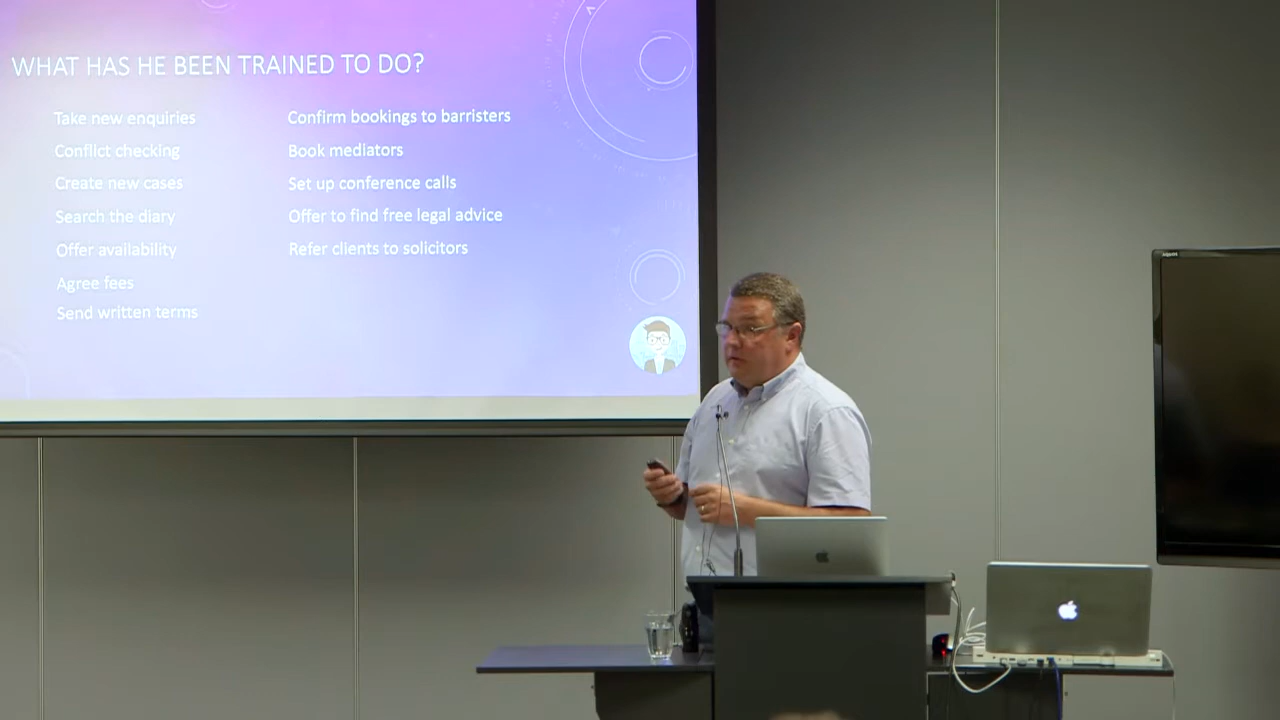 WHAT HAS HE BEEN TRAINED TO DO?
Take new enquiries
Conflict checking
Create new cases
Search the diary
Offer availability
Agree fees
Send written terms
Confirm bookings to barristers
Book mediators
Set up conference calls
Offer to find free legal advice
Refer clients to solicitors